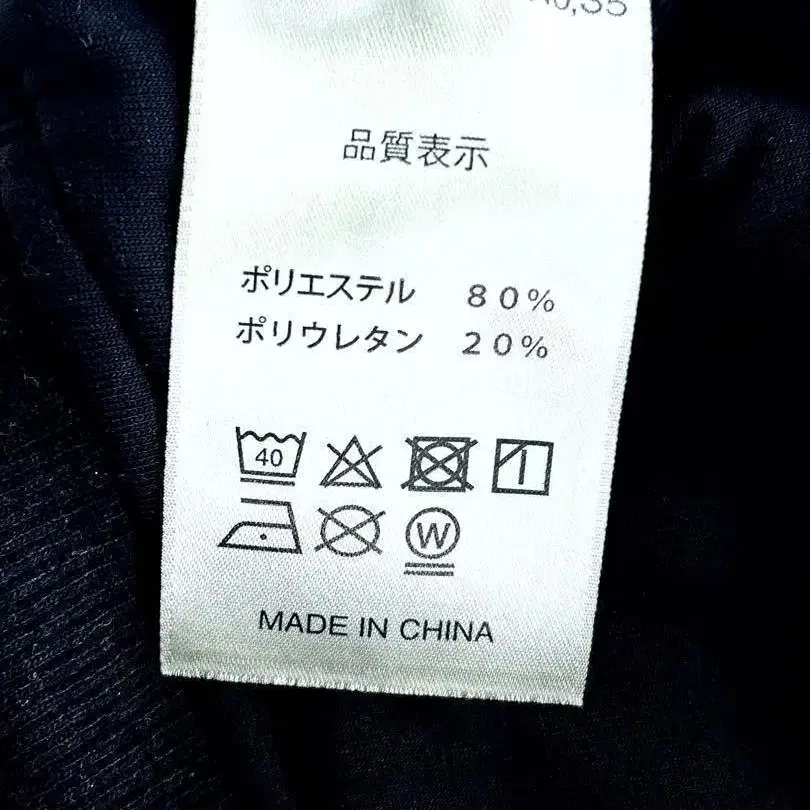 品質表示
ポリエステル 80%
ポリウレタン 20%
40
W
MADE IN CHINA